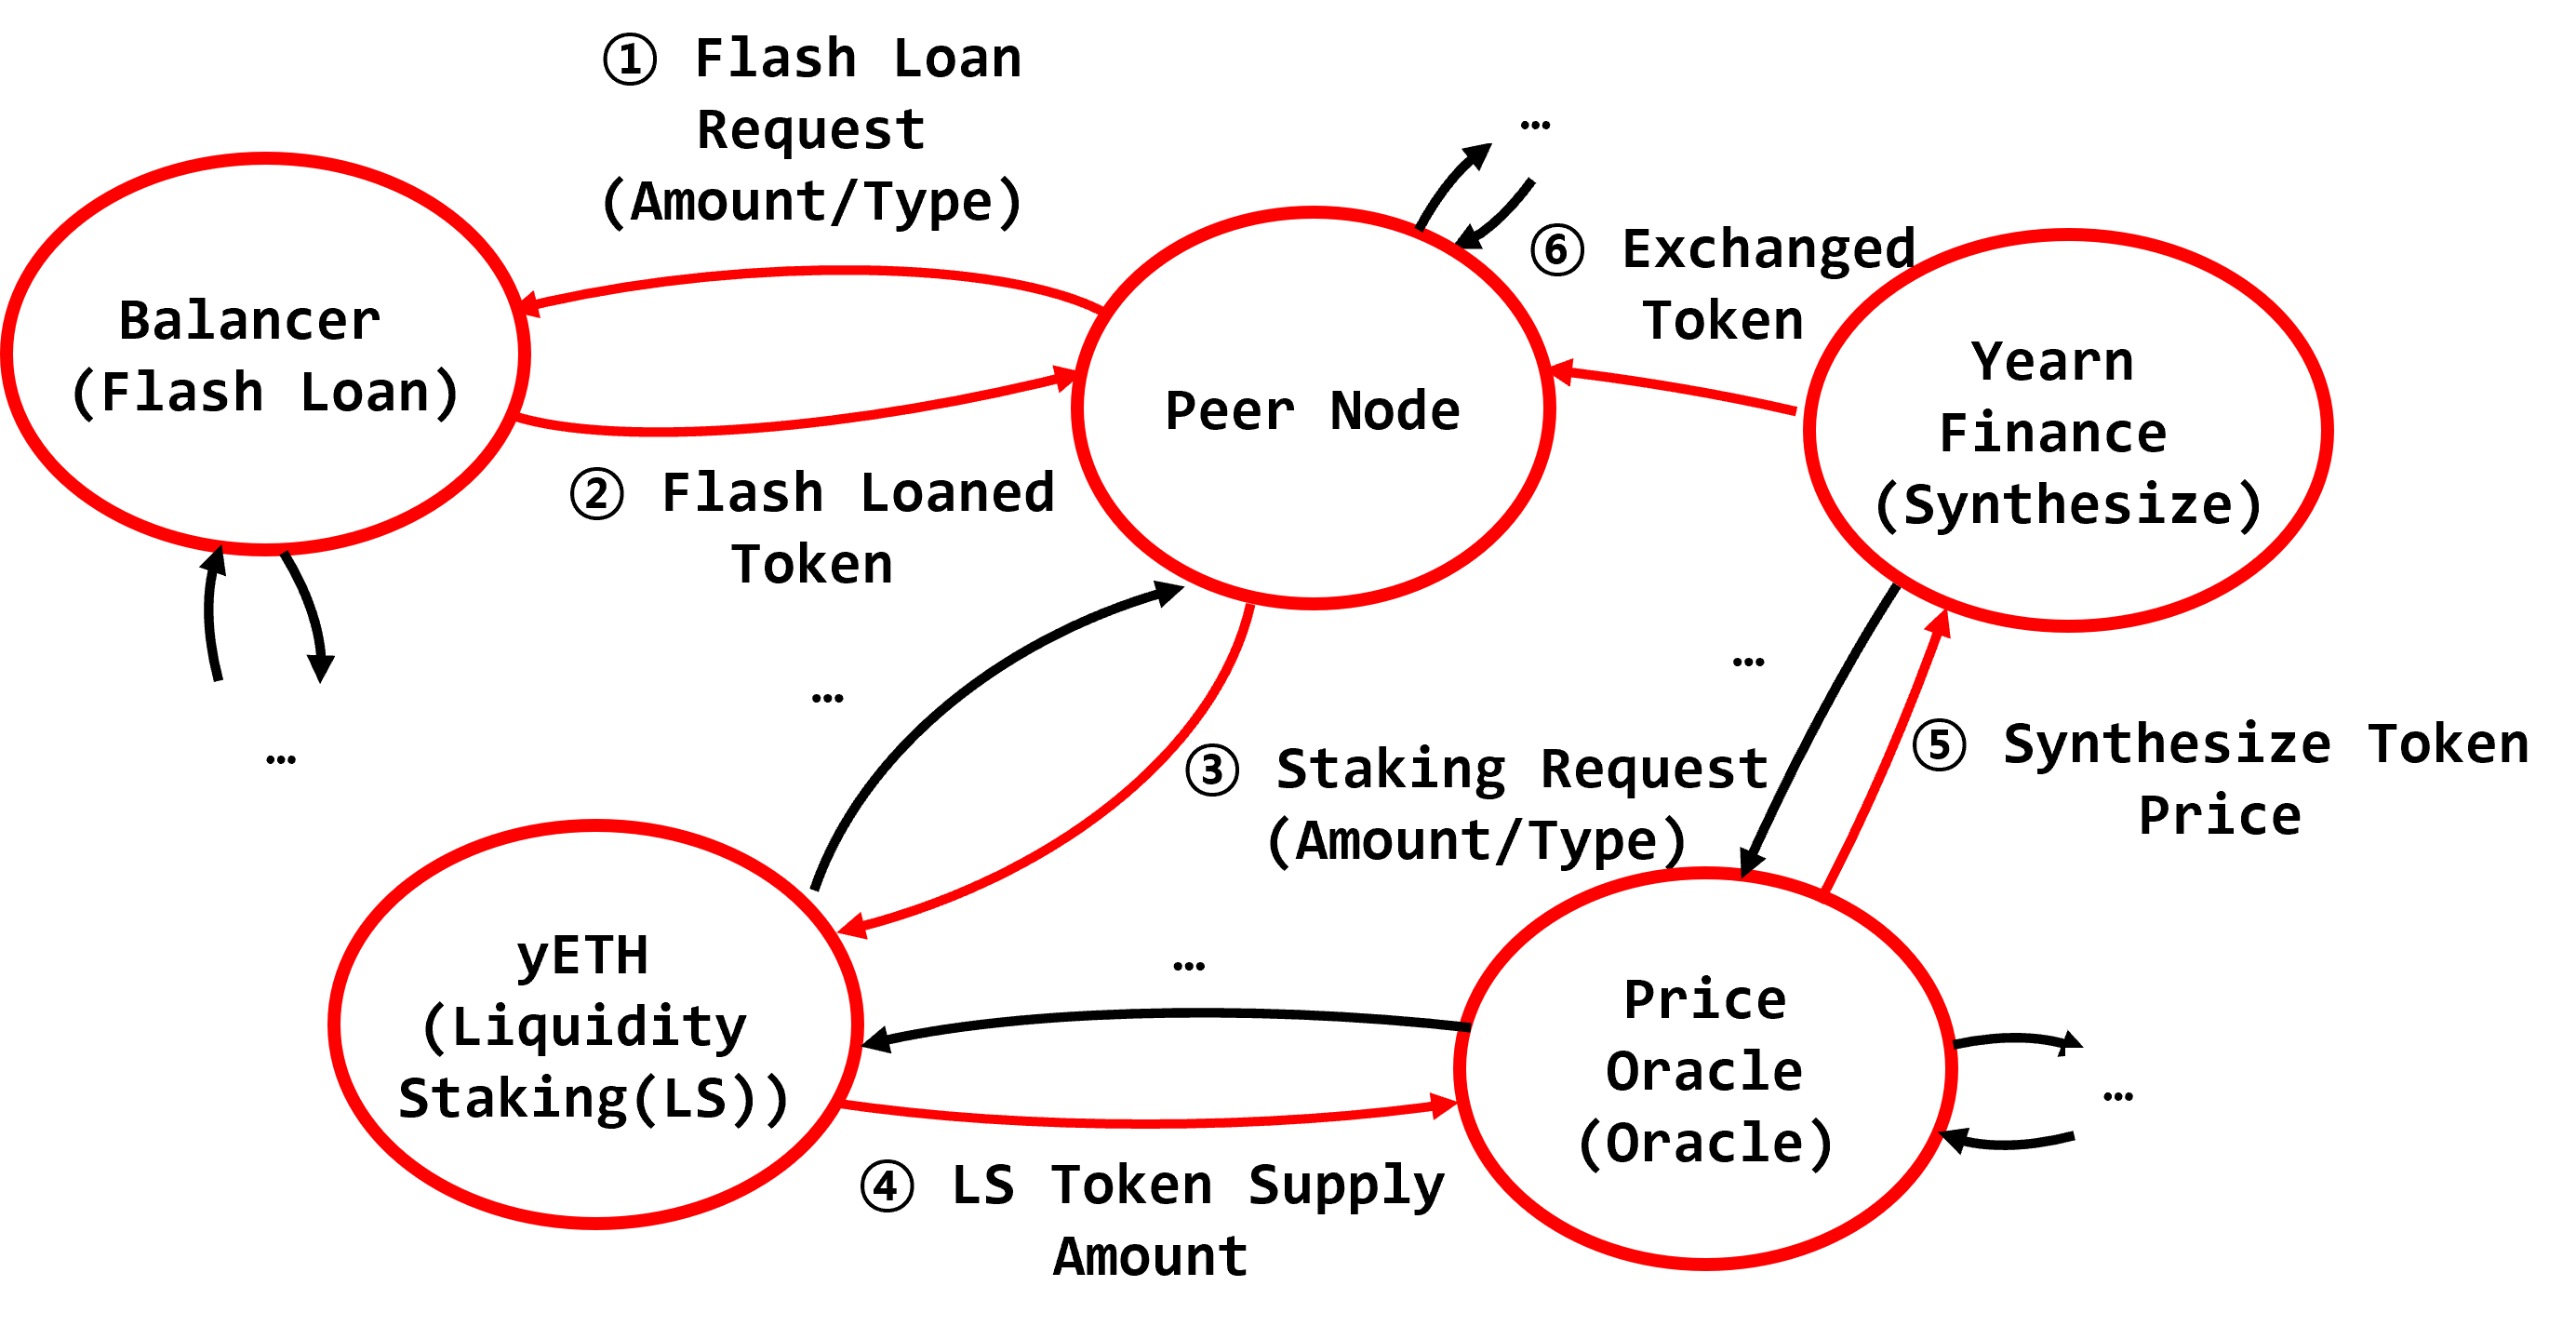 ① Flash Loan
Request
(Amount/Type)
…
⑥ Exchanged
Token
Balancer
(Flash Loan)
Peer Node
Yearn
Finance
(Synthesize)
② Flash Loaned
Token
…
…
…
③ Staking Request
(Amount/Type)
⑤ Synthesize Token
Price
yETH
(Liquidity
Staking(LS))
…
Price
Oracle
(Oracle)
…
④ LS Token Supply
Amount